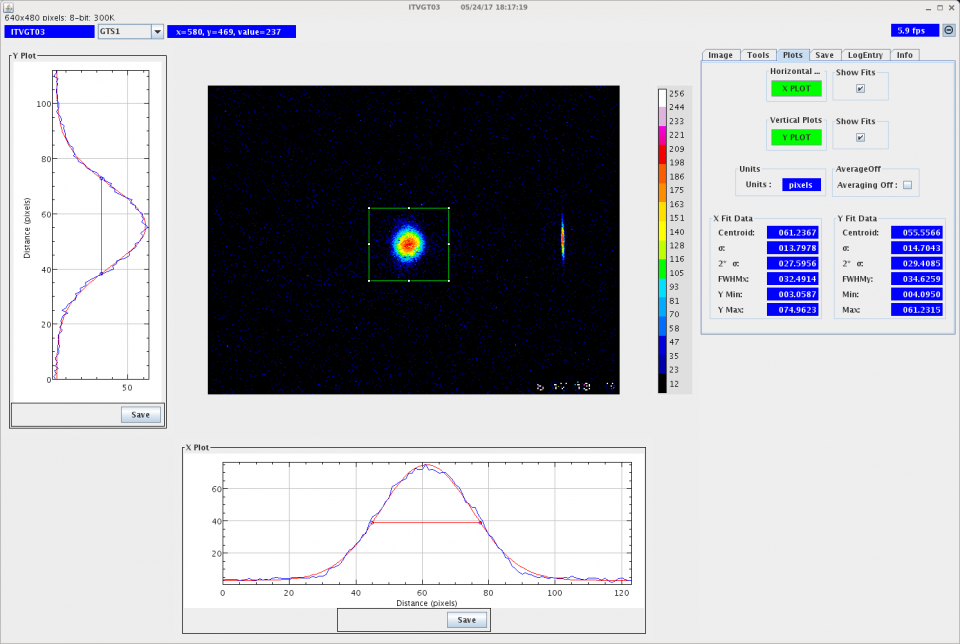 ITVGT03 05/24/17 18:17:19
640x480 pixels: 8-bit: 300K
ITVGT03 GTS1 x=580, y=469, value=237 5.9 fps
Y Plot
100
80
60
40
20
0
50
Distance (pixels)
Save
256
244
233
221
209
198
186
175
163
151
140
128
116
105
93
81
70
58
47
35
23
12
Image Tools Plots Save LogEntry Info
Horizontal ... Show Fits
X PLOT
Vertical Plots Show Fits
Y PLOT
Units AverageOff
Units : pixels Averaging Off :
X Fit Data
Centroid: 061.2367
σ: 13.7978
2* σ: 027.5956
FWHMx: 032.4914
Y Min: 003.0587
Y Max: 074.9623
Y Fit Data
Centroid: 055.5566
σ: 14.7043
2* σ: 029.4085
FWHMy: 034.6259
Min: 004.0950
Max: 061.2315
X Plot
60
40
20
0 20 40 60 80 100 120
Distance (pixels)
Save